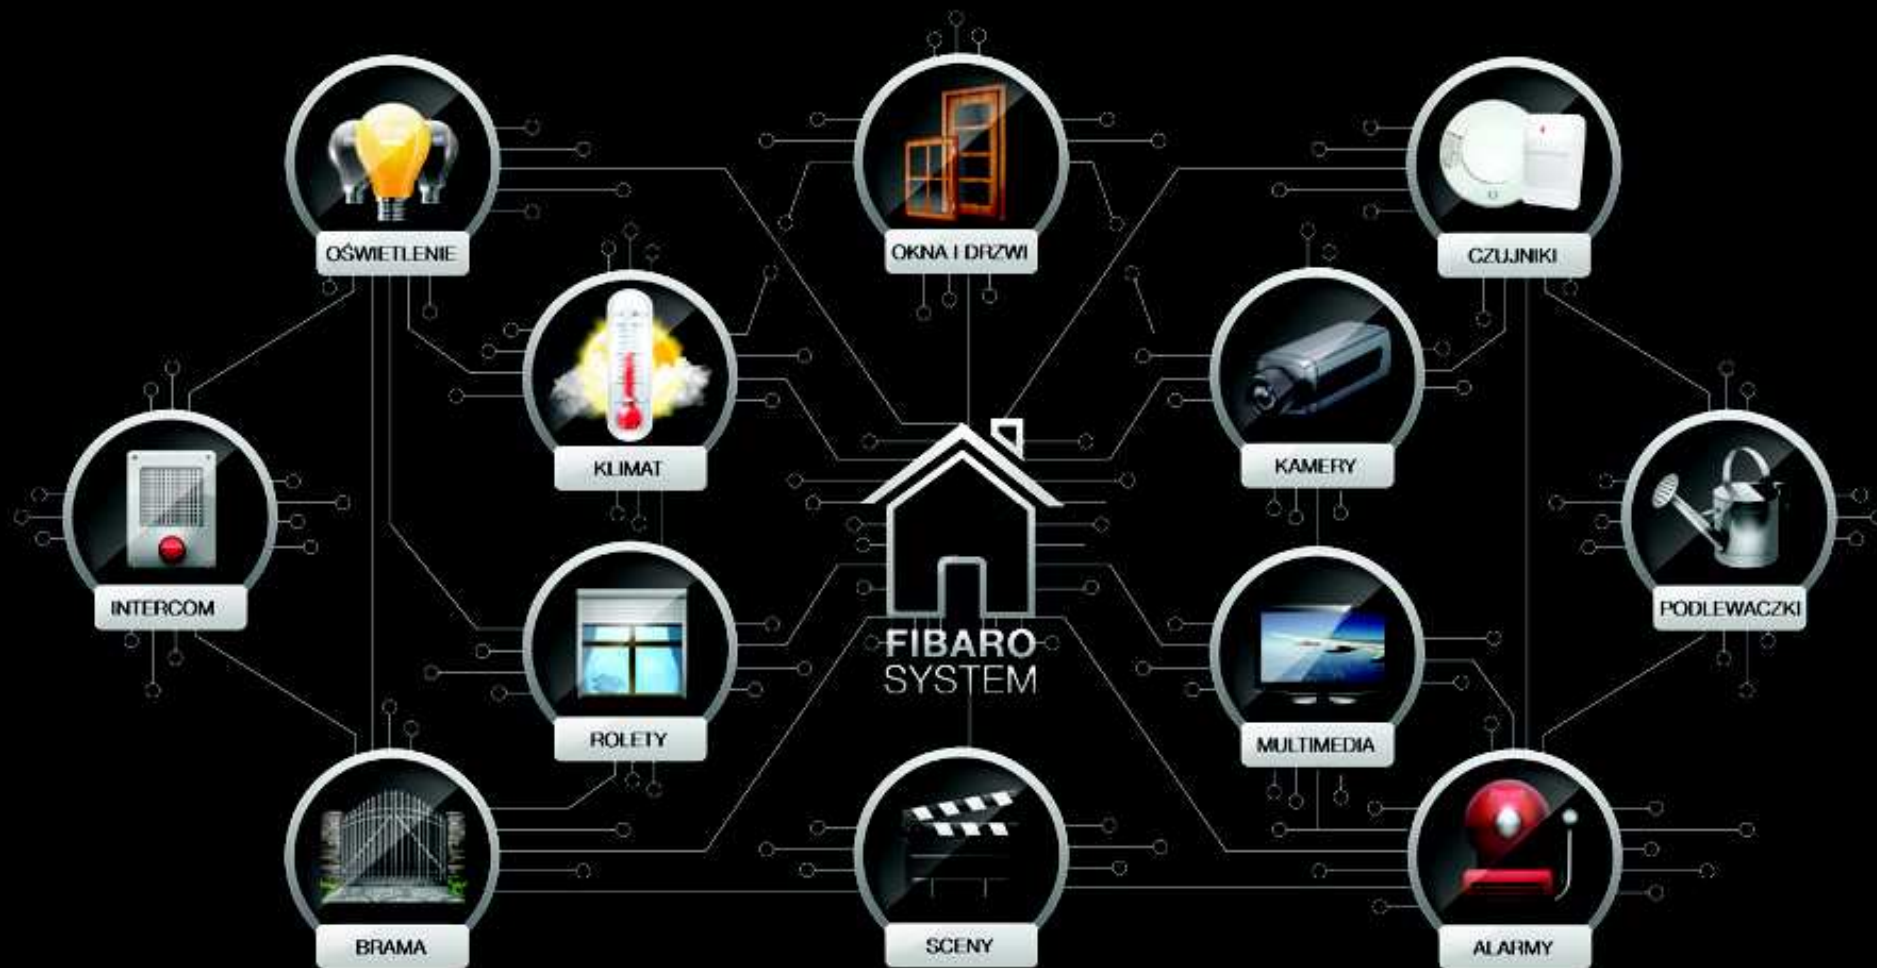 OŚWIETLENIE
OKNA I DRZWI
CZUJNIKI
KLIMAT
KAMERY
INTERCOM
PODLEWACZKI
FIBARO
SYSTEM
ROLETY
MULTIMEDIA
BRAMA
SCENY
ALARMY